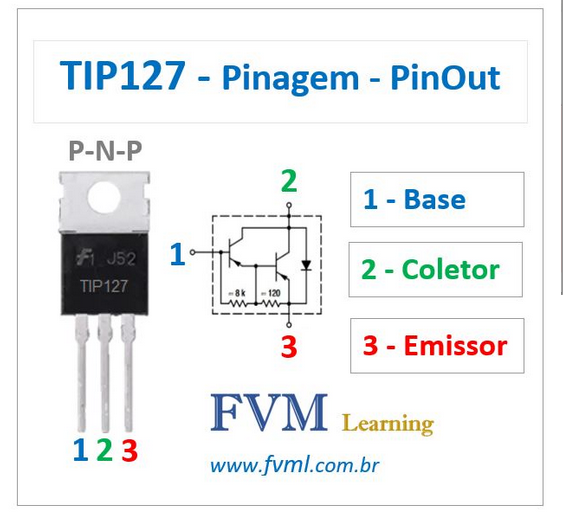 TIP127 - Pinagem - PinOut
P-N-P
J52
TIP127
1 2 3
1
2
3
≈ 8 k ≈ 120
1 - Base
2 - Coletor
3 - Emissor
FVM Learning
www.fvml.com.br